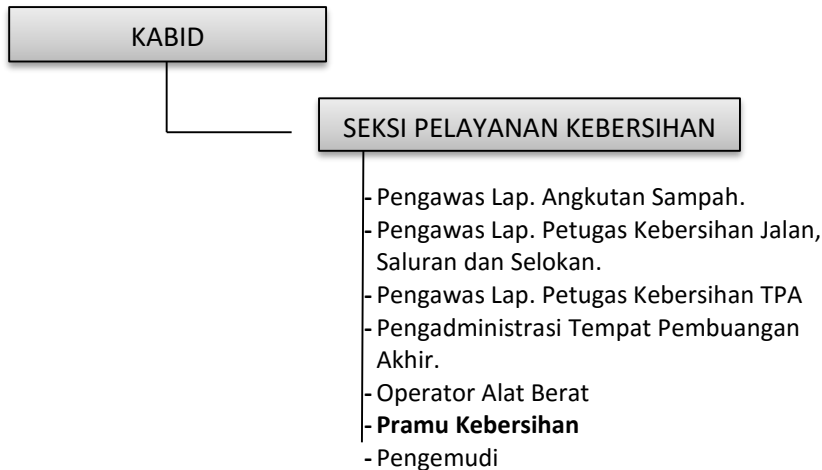 KABID
SEKSI PELAYANAN KEBERSIHAN
- Pengawas Lap. Angkutan Sampah.
- Pengawas Lap. Petugas Kebersihan Jalan,
Saluran dan Selokan.
- Pengawas Lap. Petugas Kebersihan TPA
- Pengadministrasi Tempat Pembuangan
Akhir.
- Operator Alat Berat
- Pramu Kebersihan
- Pengemudi